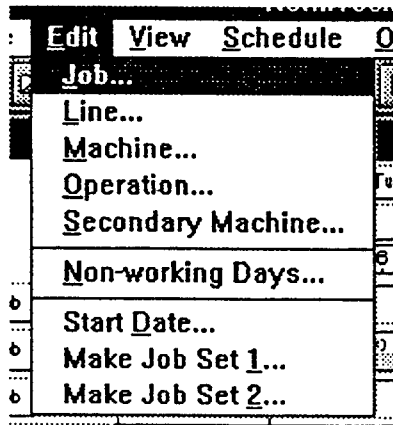 Edit View Schedule
Job...
Line...
Machine...
Operation...
Secondary Machine...
Non-working Days...
Start Date...
Make Job Set 1...
Make Job Set 2...